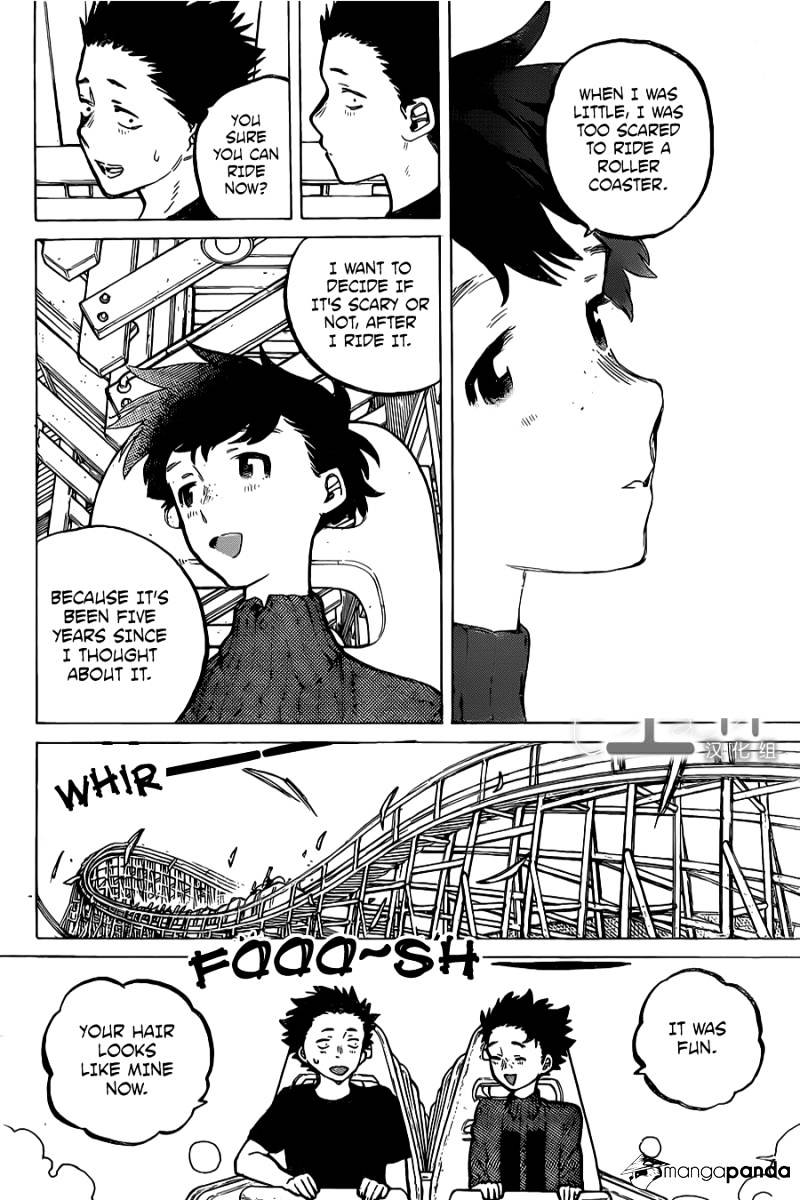 WHEN I WAS
LITTLE, I WAS
TOO SCARED
TO RIDE A
ROLLER
COASTER.
YOU
SURE
YOU CAN
RIDE
NOW?
I WANT TO
DECIDE IF
IT'S SCARY OR
NOT, AFTER
I RIDE IT.
BECAUSE IT'S
BEEN FIVE
YEARS SINCE
I THOUGHT
ABOUT IT.
汉化组
WHIR
FAAA~SH
IT WAS
FUN.
YOUR HAIR
LOOKS
LIKE MINE
NOW.
mangapanda